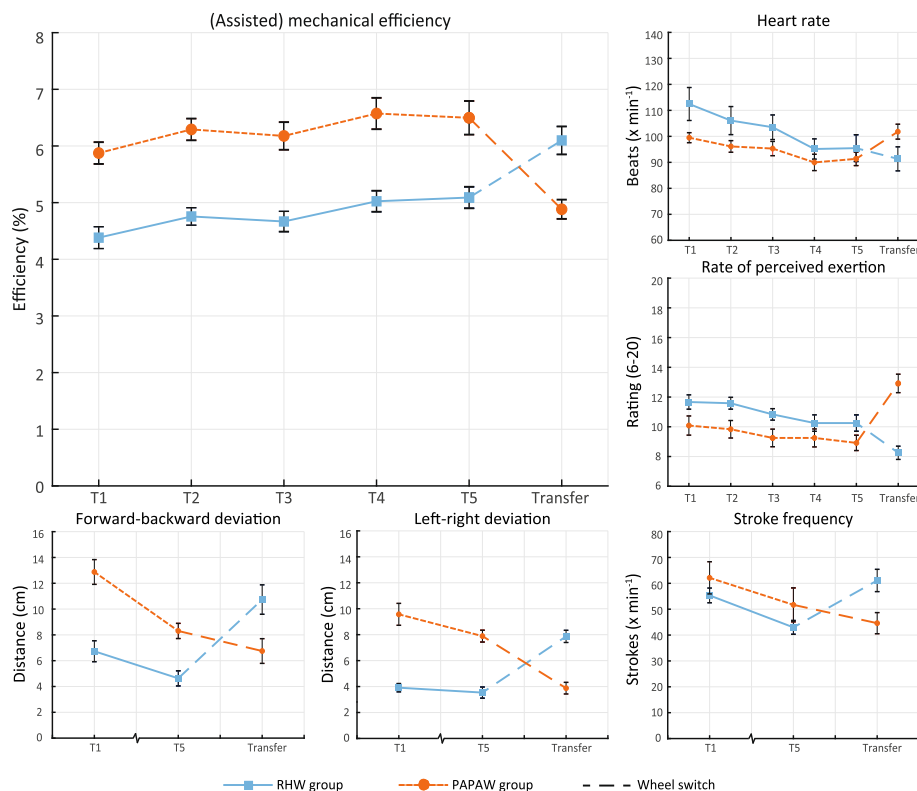 (Assisted) mechanical efficiency
Efficiency (%)
8
7
6
5
4
3
2
1
0
T1 T2 T3 T4 T5 Transfer
Heart rate
Beats (x min⁻¹)
140
130
120
110
100
90
80
70
60
T1 T2 T3 T4 T5 Transfer
Rate of perceived exertion
Rating (6-20)
20
18
16
14
12
10
8
6
T1 T2 T3 T4 T5 Transfer
Forward-backward deviation
Distance (cm)
16
14
12
10
8
6
4
2
0
T1 T5 Transfer
Left-right deviation
Distance (cm)
16
14
12
10
8
6
4
2
0
T1 T5 Transfer
Stroke frequency
Strokes (x min⁻¹)
80
70
60
50
40
30
20
10
0
T1 T5 Transfer
RHW group PAPAW group Wheel switch